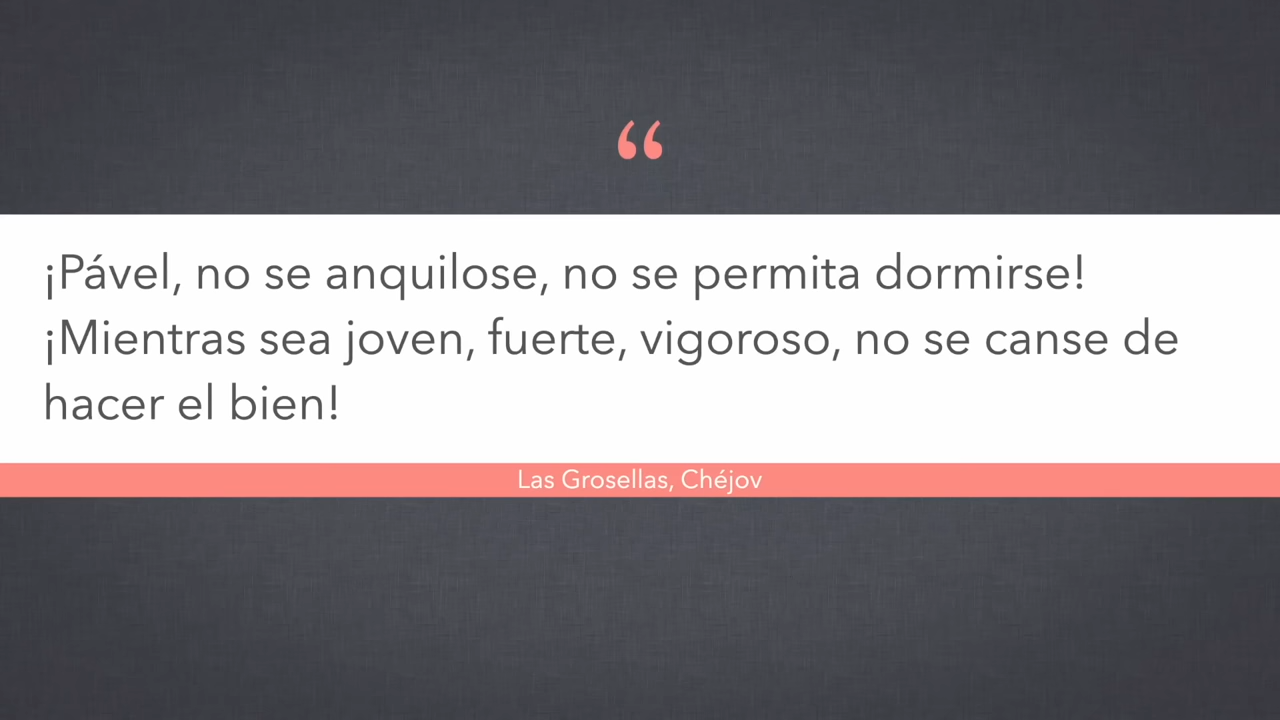 “
¡Pável, no se anquilose, no se permita dormirse!
¡Mientras sea joven, fuerte, vigoroso, no se canse de
hacer el bien!
Las Grosellas, Chéjov